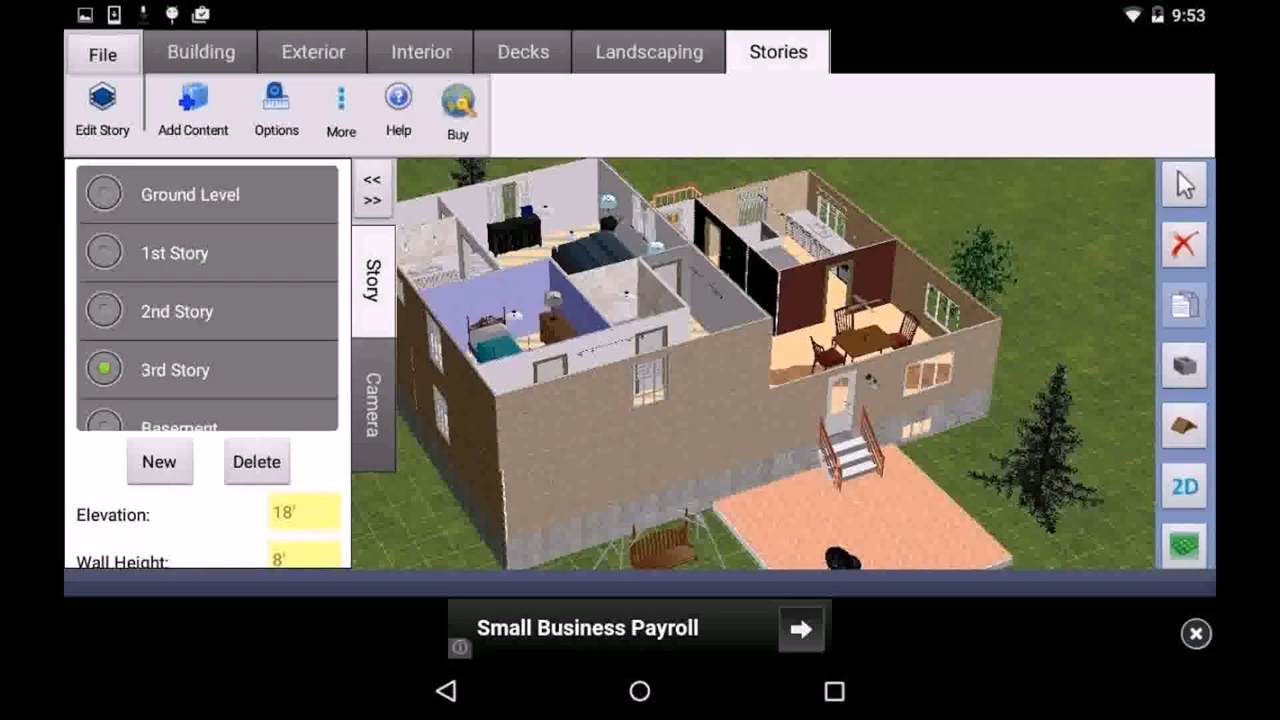 9:53
File Building Exterior Interior Decks Landscaping Stories
Edit Story Add Content Options More Help Buy
Ground Level
1st Story
2nd Story
3rd Story
Basement
New Delete
Elevation: 18'
Wall Height: 8'
<<
>>
Story
Camera
2D
Small Business Payroll